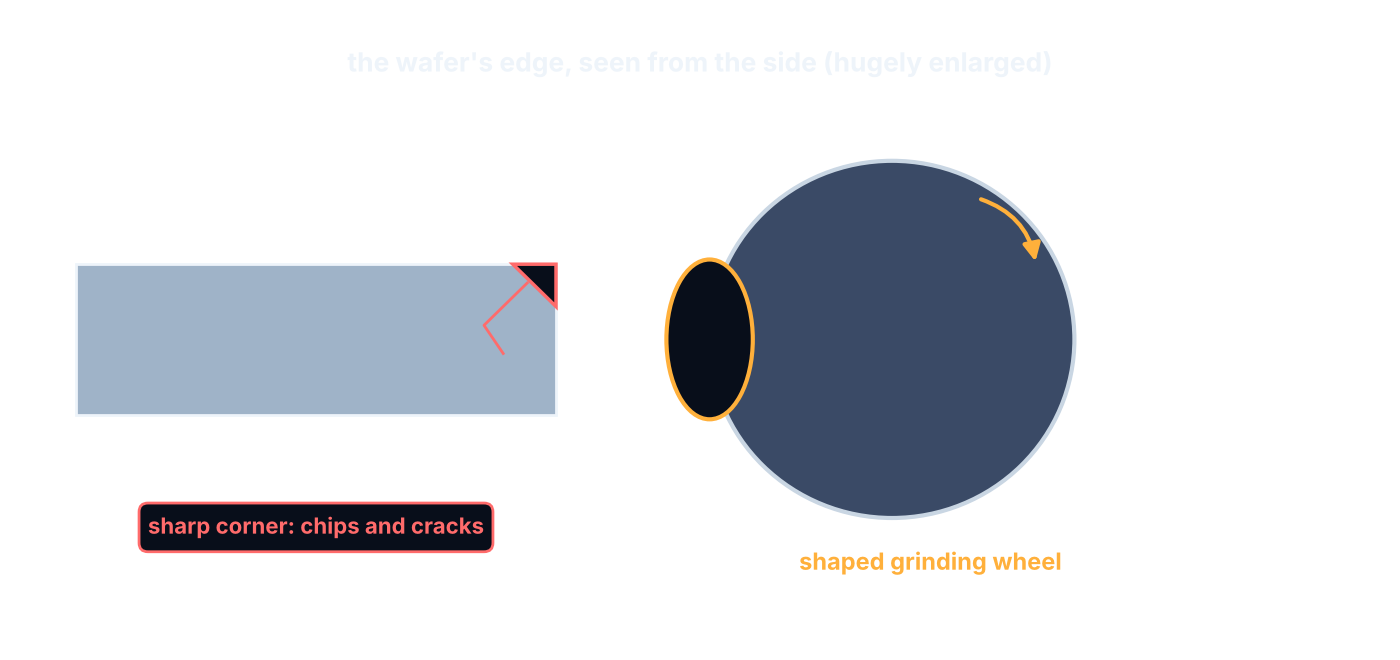 the wafer's edge, seen from the side (hugely enlarged)
sharp corner: chips and cracks
shaped grinding wheel